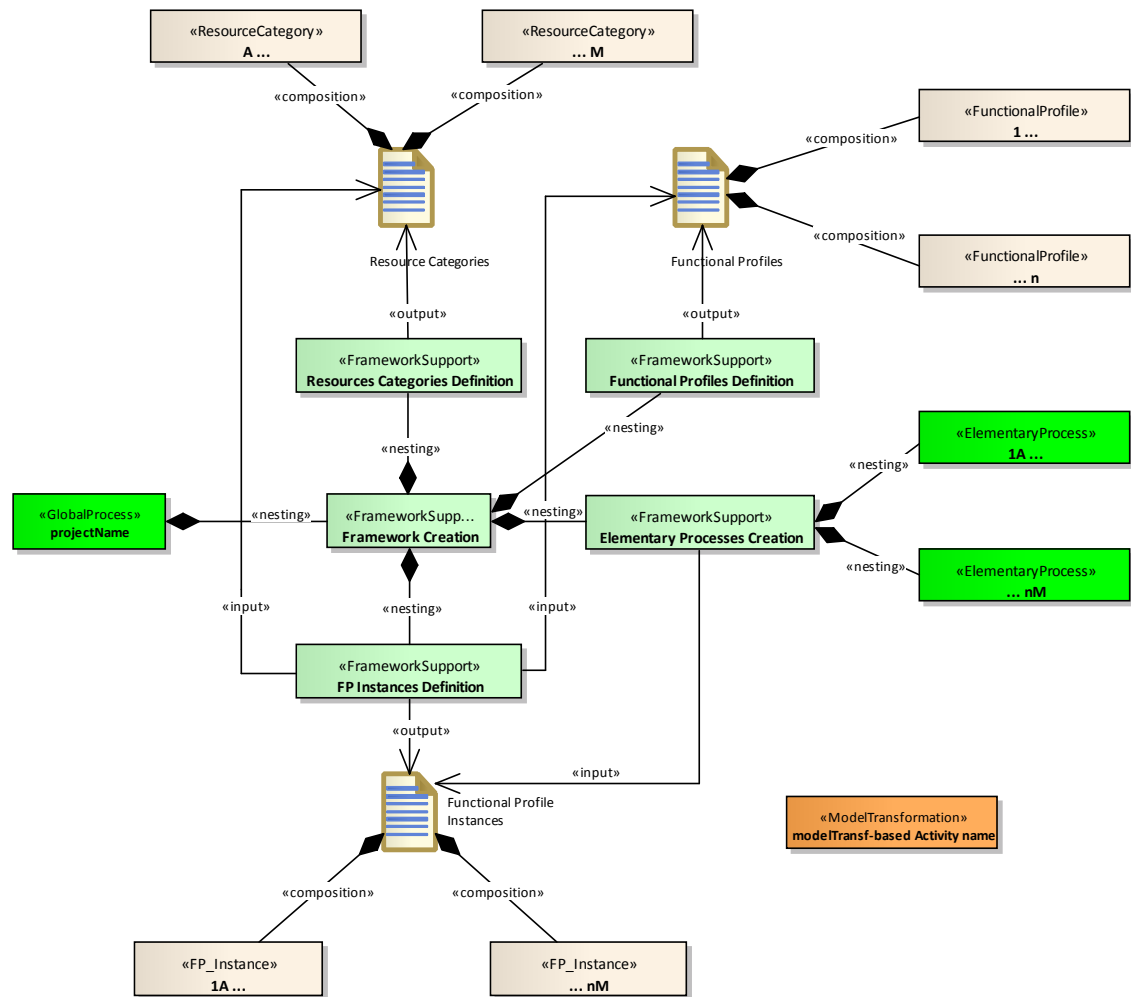 «ResourceCategory»
A ...
«ResourceCategory»
... M
«composition»
«composition»
«FunctionalProfile»
1 ...
«composition»
«composition»
«FunctionalProfile»
... n
Resource Categories
Functional Profiles
«output»
«output»
«FrameworkSupport»
Resources Categories Definition
«FrameworkSupport»
Functional Profiles Definition
«nesting»
«nesting»
«ElementaryProcess»
1A ...
«nesting»
«GlobalProcess»
projectName
«nesting»
«FrameworkSupp...
Framework Creation
«nesting»
«FrameworkSupport»
Elementary Processes Creation
«nesting»
«ElementaryProcess»
... nM
«input»
«nesting»
«input»
«FrameworkSupport»
FP Instances Definition
«output»
«input»
Functional Profile
Instances
«ModelTransformation»
modelTransf-based Activity name
«composition»
«composition»
«FP_Instance»
1A ...
«FP_Instance»
... nM